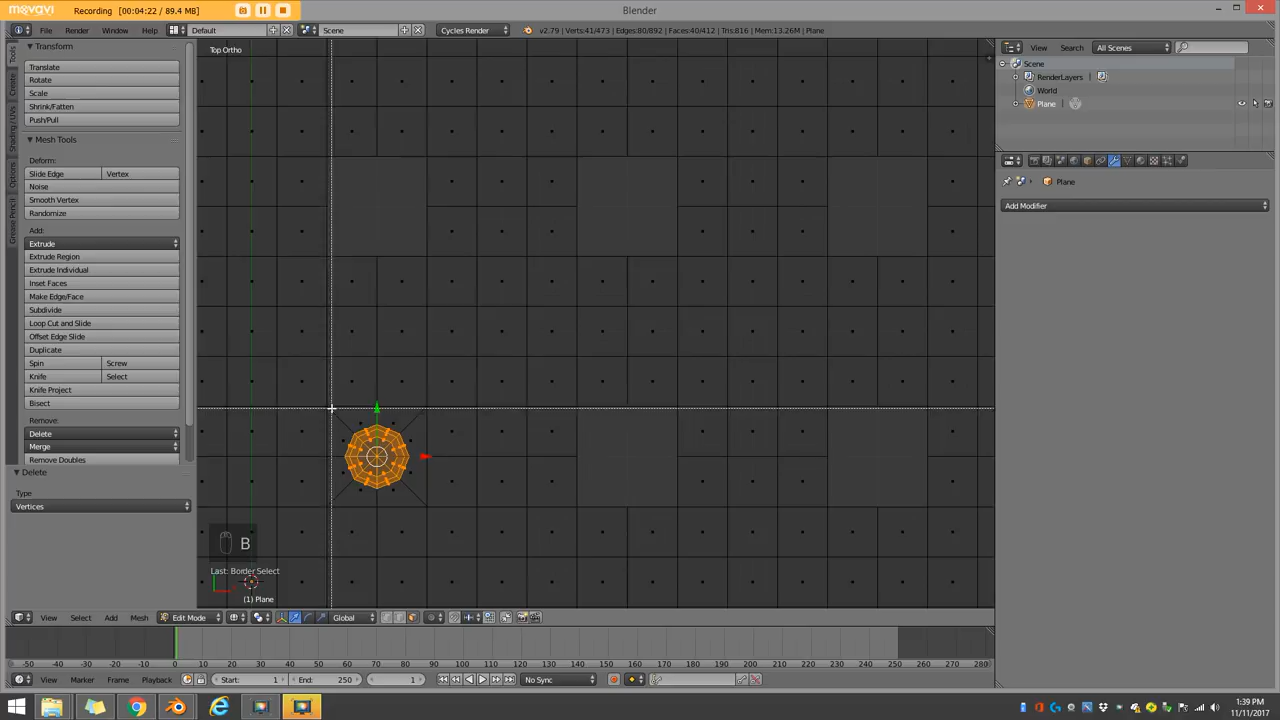 movavi Recording [00:04:22 / 89.4 MB] Blender
File Render Window Help Default Scene Cycles Render v2.79 | Verts:41/473 | Edges:80/892 | Faces:40/412 | Tris:816 | Mem:13.26M | Plane
Transform
Translate
Rotate
Scale
Shrink/Fatten
Push/Pull
Mesh Tools
Deform:
Slide Edge Vertex
Noise
Smooth Vertex
Randomize
Add:
Extrude
Extrude Region
Extrude Individual
Inset Faces
Make Edge/Face
Subdivide
Loop Cut and Slide
Offset Edge Slide
Duplicate
Spin Screw
Knife Select
Knife Project
Bisect
Remove:
Delete
Merge
Remove Doubles
Delete
Type
Vertices
Tools
Create
Shading / UVs
Options
Grease Pencil
Top Ortho
B
Last: Border Select
(1) Plane
View Search All Scenes
Scene
RenderLayers
World
Plane
Plane
Add Modifier
View Select Add Mesh Edit Mode Global
-50 -40 -30 -20 -10 0 10 20 30 40 50 60 70 80 90 100 110 120 130 140 150 160 170 180 190 200 210 220 230 240 250 260 270 280
View Marker Frame Playback Start: 1 End: 250 1 No Sync
1:39 PM
11/11/2017